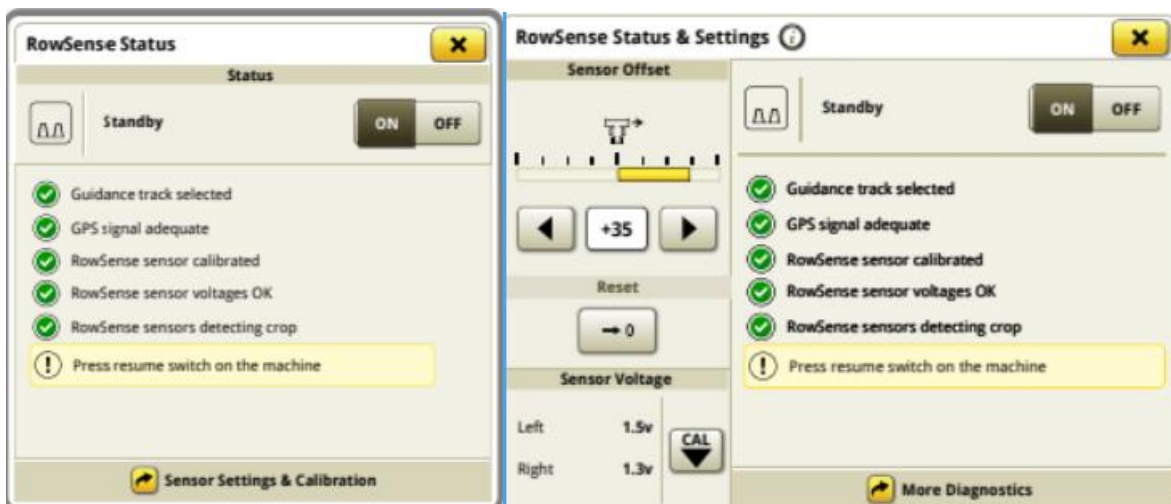 RowSense Status
Status
Standby
ON OFF
Guidance track selected
GPS signal adequate
RowSense sensor calibrated
RowSense sensor voltages OK
RowSense sensors detecting crop
Press resume switch on the machine
Sensor Settings & Calibration
RowSense Status & Settings
Sensor Offset
+35
Reset
→ 0
Sensor Voltage
Left 1.5v
Right 1.3v
CAL
Standby
ON OFF
Guidance track selected
GPS signal adequate
RowSense sensor calibrated
RowSense sensor voltages OK
RowSense sensors detecting crop
Press resume switch on the machine
More Diagnostics